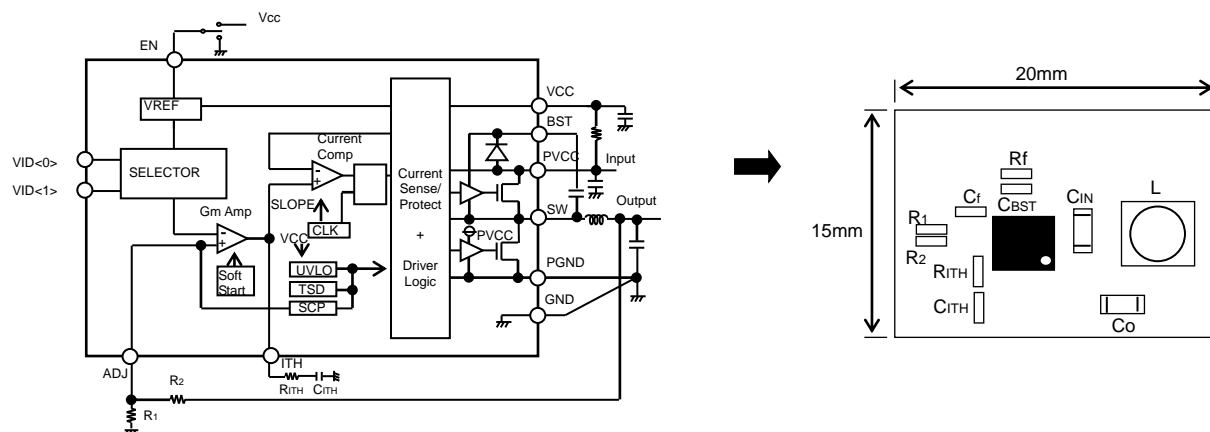 Vcc
EN
VCC
VREF
BST
Current
Comp
VID<0>
PVCC
Input
SELECTOR
VID<1>
Current
Sense/
Protect
+
Driver
Logic
SLOPE
Output
Gm Amp
CLK
SW
VCC
PVCC
UVLO
PGND
Soft
Start
TSD
GND
SCP
ADJ
ITH
RITH
CITH
R2
R1
20mm
15mm
Rf
Cf
CBST
CIN
L
R1
R2
RITH
CITH
Co
- 
+
-
+